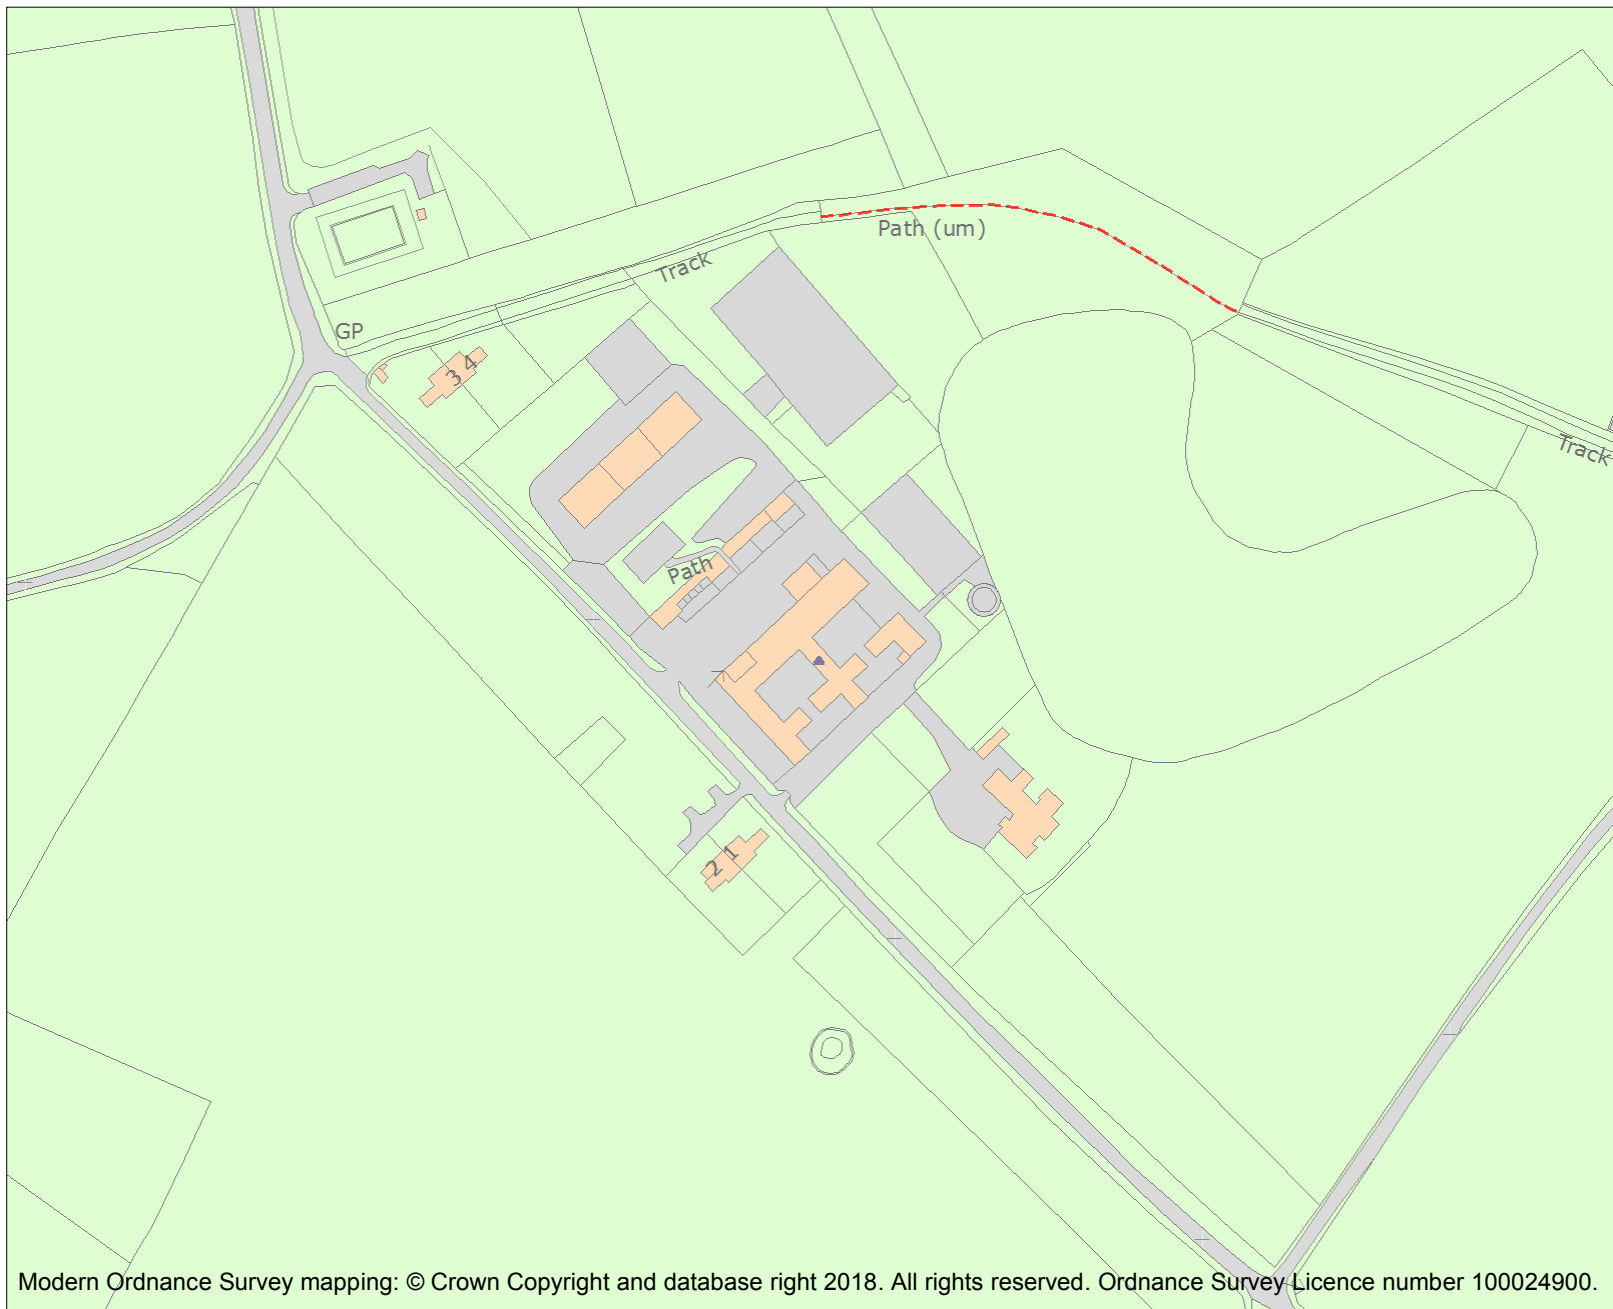 Path (um)
Track
GP
3 4
Track
Path
2 1
Modern Ordnance Survey mapping: © Crown Copyright and database right 2018. All rights reserved. Ordnance Survey Licence number 100024900.